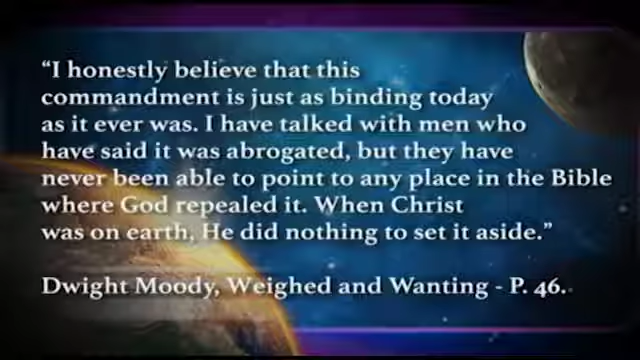 “I honestly believe that this
commandment is just as binding today
as it ever was. I have talked with men who
have said it was abrogated, but they have
never been able to point to any place in the Bible
where God repealed it. When Christ
was on earth, He did nothing to set it aside.”
Dwight Moody, Weighed and Wanting - P. 46.